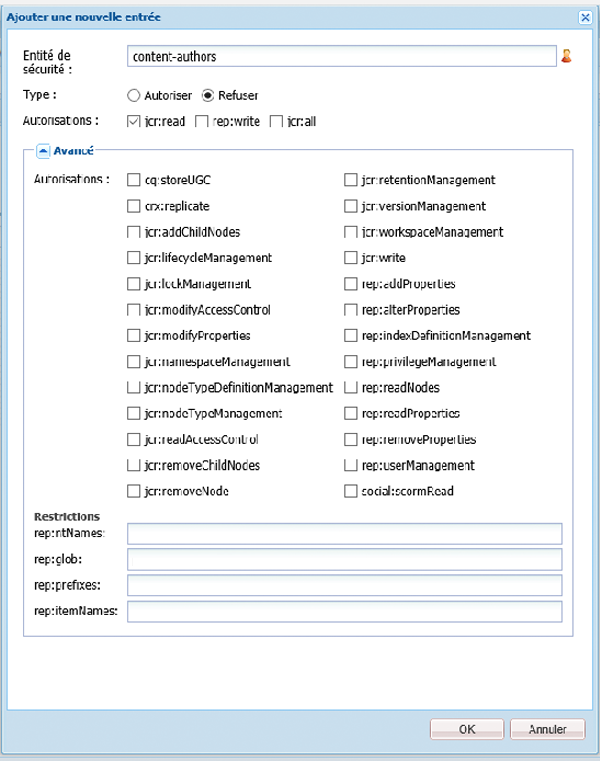 Ajouter une nouvelle entrée
Entité de
sécurité :
content-authors
Type :
Autoriser
Refuser
Autorisations :
jcr:read
rep:write
jcr:all
Avancé
Autorisations :
cq:storeUGC
jcr:retentionManagement
crx:replicate
jcr:versionManagement
jcr:addChildNodes
jcr:workspaceManagement
jcr:lifecycleManagement
jcr:write
jcr:lockManagement
rep:addProperties
jcr:modifyAccessControl
rep:alterProperties
jcr:modifyProperties
rep:indexDefinitionManagement
jcr:namespaceManagement
rep:privilegeManagement
jcr:nodeTypeDefinitionManagement
rep:readNodes
jcr:nodeTypeManagement
rep:readProperties
jcr:readAccessControl
rep:removeProperties
jcr:removeChildNodes
rep:userManagement
jcr:removeNode
social:scormRead
Restrictions
rep:ntNames:
rep:glob:
rep:prefixes:
rep:itemNames:
OK
Annuler